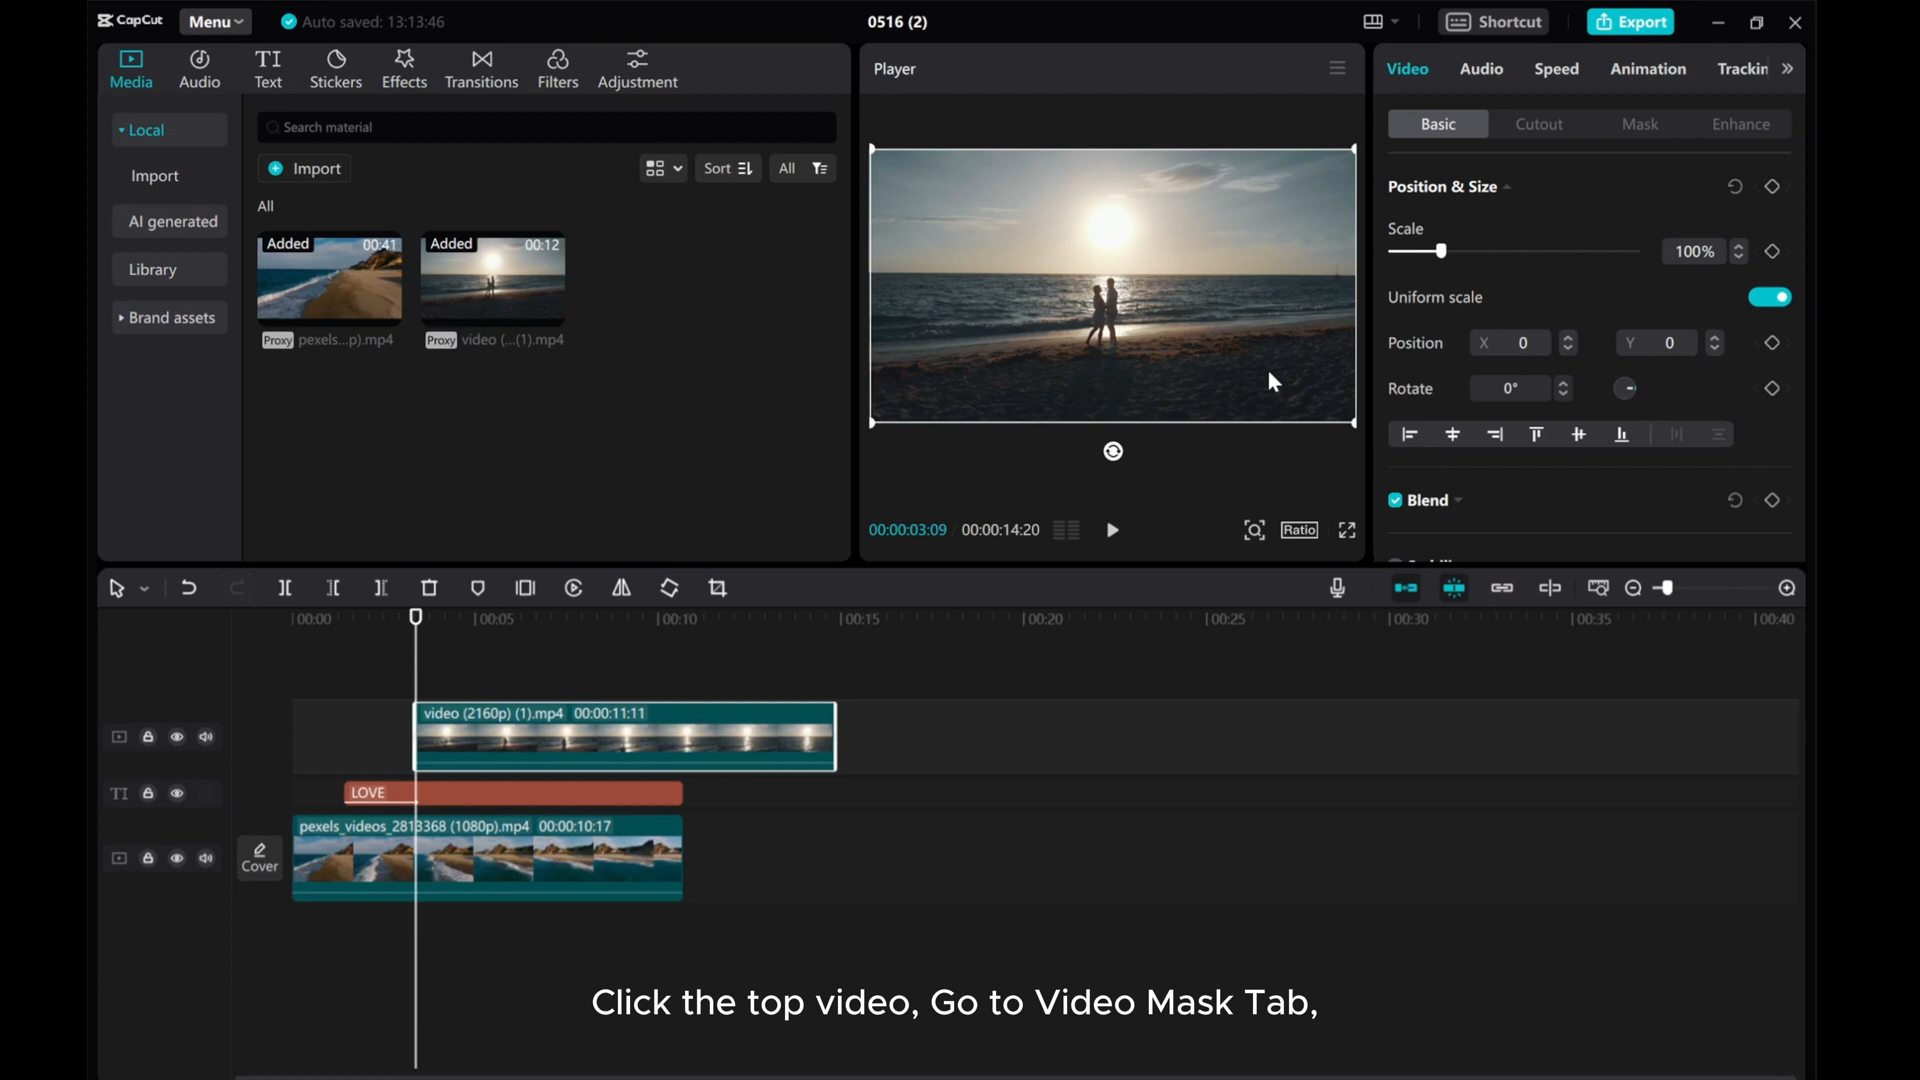 CapCut
Menu
Auto saved: 13:13:46
0516 (2)
Shortcut
Export
Media
Audio
Text
Stickers
Effects
Transitions
Filters
Adjustment
Local
Import
AI generated
Library
Brand assets
Search material
Import
Sort
All
All
Added
00:41
Added
00:12
Proxy
pexels...p).mp4
Proxy
video (...(1).mp4
Player
00:00:03:09
00:00:14:20
Ratio
Video
Audio
Speed
Animation
Trackin
Basic
Cutout
Mask
Enhance
Position & Size
Scale
100%
Uniform scale
Position
X 0
Y 0
Rotate
0°
Blend
00:00
00:05
00:10
00:15
00:20
00:25
00:30
00:35
00:40
video (2160p) (1).mp4 00:00:11:11
TI
LOVE
Cover
pexels_videos_2813368 (1080p).mp4 00:00:10:17
Click the top video, Go to Video Mask Tab,